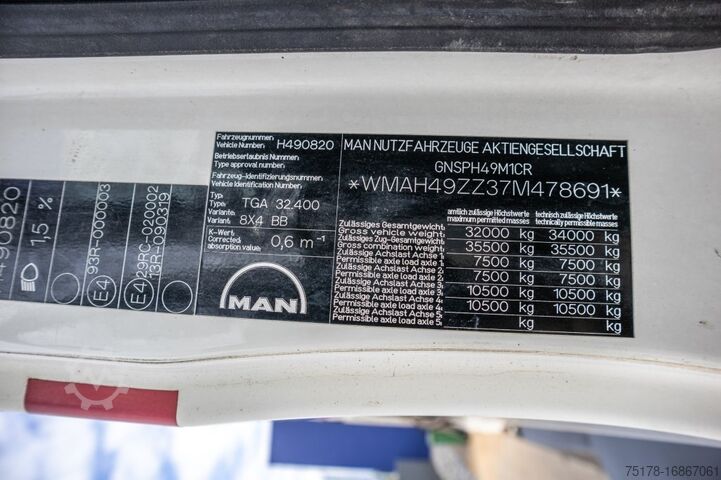 490820
1,5 %
E4 93R-000003
E4 29RC-020002
73R-090319
Fahrzeugnummer
Vehicle Number H490820
Betriebserlaubnis Nummer
Type approval number
Fahrzeug-Identifizierungsnummer
Vehicle Identification Number
Typ:
Type: TGA 32.400
Variant:
Variant: 8X4 BB
K-Wert:
Corrected absorption value: 0,6 m⁻¹
MAN
MAN NUTZFAHRZEUGE AKTIENGESELLSCHAFT
GNSPH49M1CR
*WMAH49ZZ37M478691*
amtlich zulässig Höchstwerte technisch zulässig Höchstwerte
maximum permitted masses technically permissible masses
Zulässiges Gesamtgewicht:
Gross vehicle weight: 32000 kg 34000 kg
Zulässiges Zug-Gesamtgewicht:
Gross combination weight: 35500 kg 35500 kg
Zulässige Achslast Achse 1:
Permissible axle load axle 1: 7500 kg 7500 kg
Zulässige Achslast Achse 2:
Permissible axle load axle 2: 7500 kg 7500 kg
Zulässige Achslast Achse 3:
Permissible axle load axle 3: 10500 kg 10500 kg
Zulässige Achslast Achse 4:
Permissible axle load axle 4: 10500 kg 10500 kg
Zulässige Achslast Achse 5:
Permissible axle load axle 5: kg kg
75178-16867061